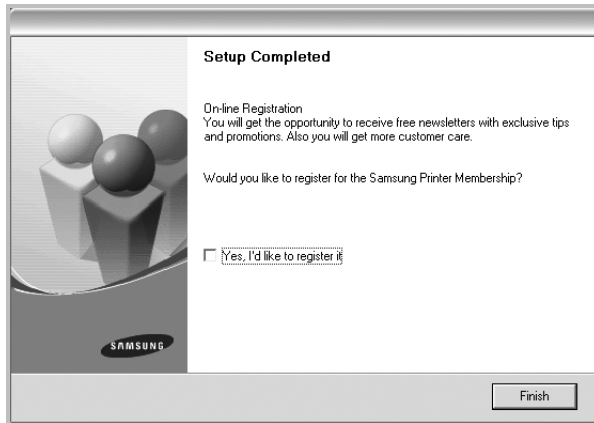 Setup Completed
On-line Registration
You will get the opportunity to receive free newsletters with exclusive tips
and promotions. Also you will get more customer care.
Would you like to register for the Samsung Printer Membership?
Yes, I'd like to register it
SAMSUNG
Finish